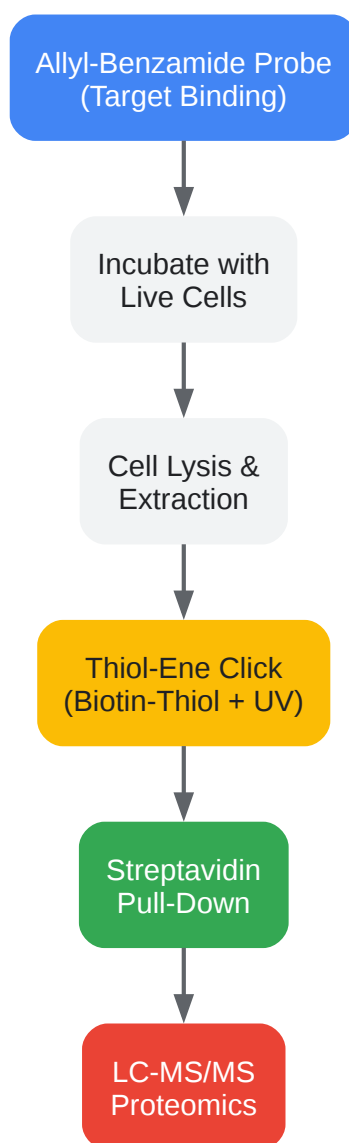 Allyl-Benzamide Probe
(Target Binding)
Incubate with
Live Cells
Cell Lysis &
Extraction
Thiol-Ene Click
(Biotin-Thiol + UV)
Streptavidin
Pull-Down
LC-MS/MS
Proteomics